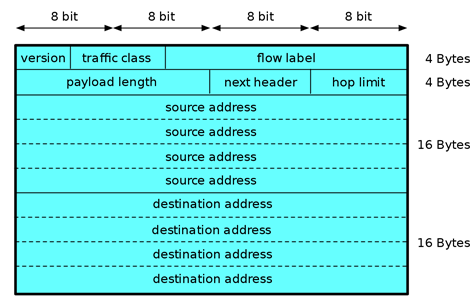 8 bit 8 bit 8 bit 8 bit
version traffic class flow label 4 Bytes
payload length next header hop limit 4 Bytes
source address
source address
16 Bytes
source address
source address
destination address
destination address
16 Bytes
destination address
destination address